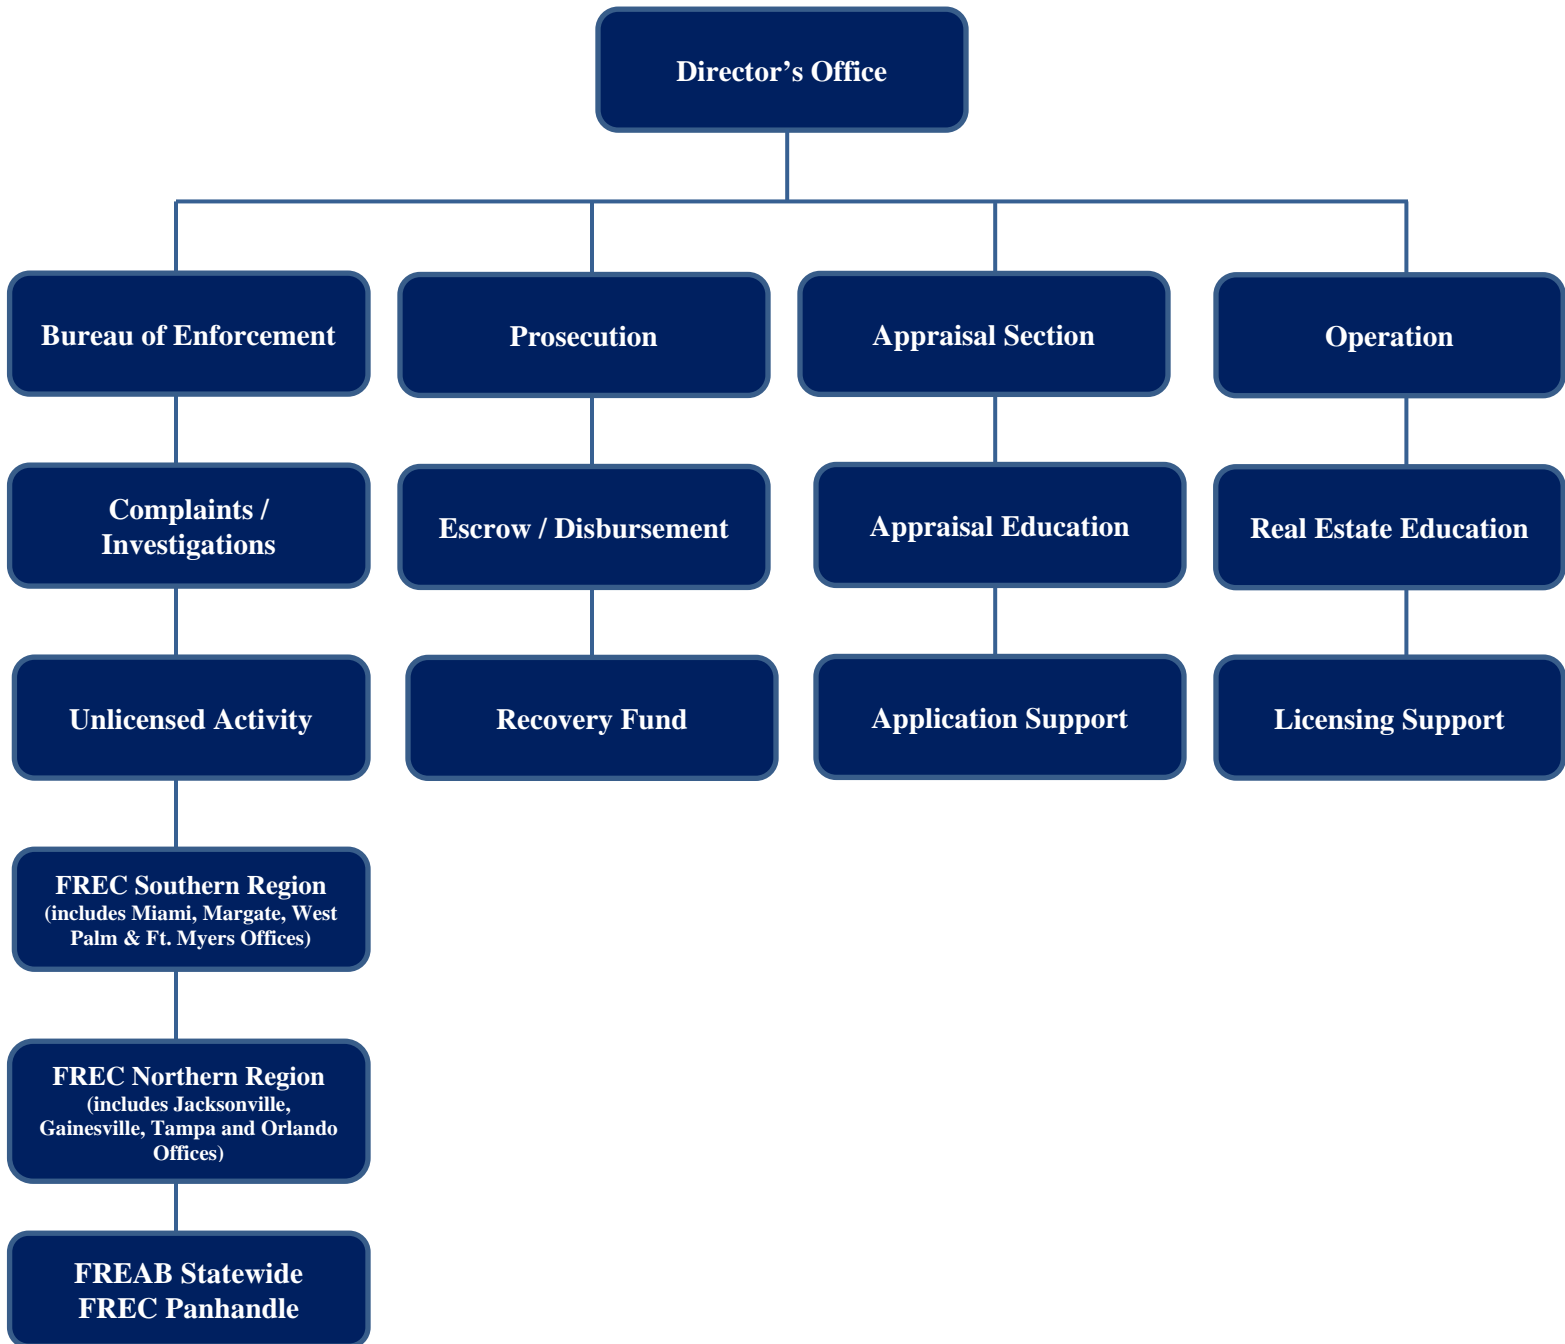 Director’s Office
Bureau of Enforcement
Prosecution
Appraisal Section
Operation
Complaints /
Investigations
Escrow / Disbursement
Appraisal Education
Real Estate Education
Unlicensed Activity
Recovery Fund
Application Support
Licensing Support
FREC Southern Region
(includes Miami, Margate, West
Palm & Ft. Myers Offices)
FREC Northern Region
(includes Jacksonville,
Gainesville, Tampa and Orlando
Offices)
FREAB Statewide
FREC Panhandle